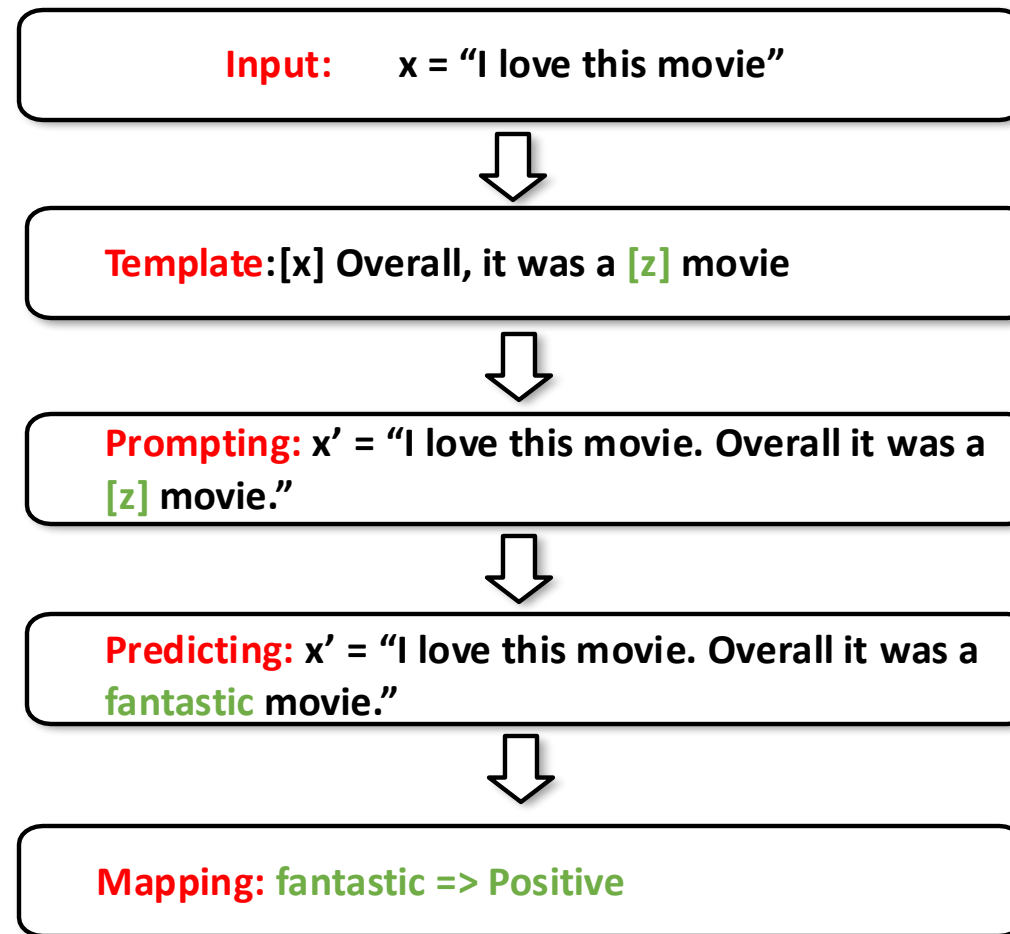 Input: x = “I love this movie”
Template:[x] Overall, it was a [z] movie
Prompting: x’ = “I love this movie. Overall it was a
[z] movie.”
Predicting: x’ = “I love this movie. Overall it was a
fantastic movie.”
Mapping: fantastic => Positive